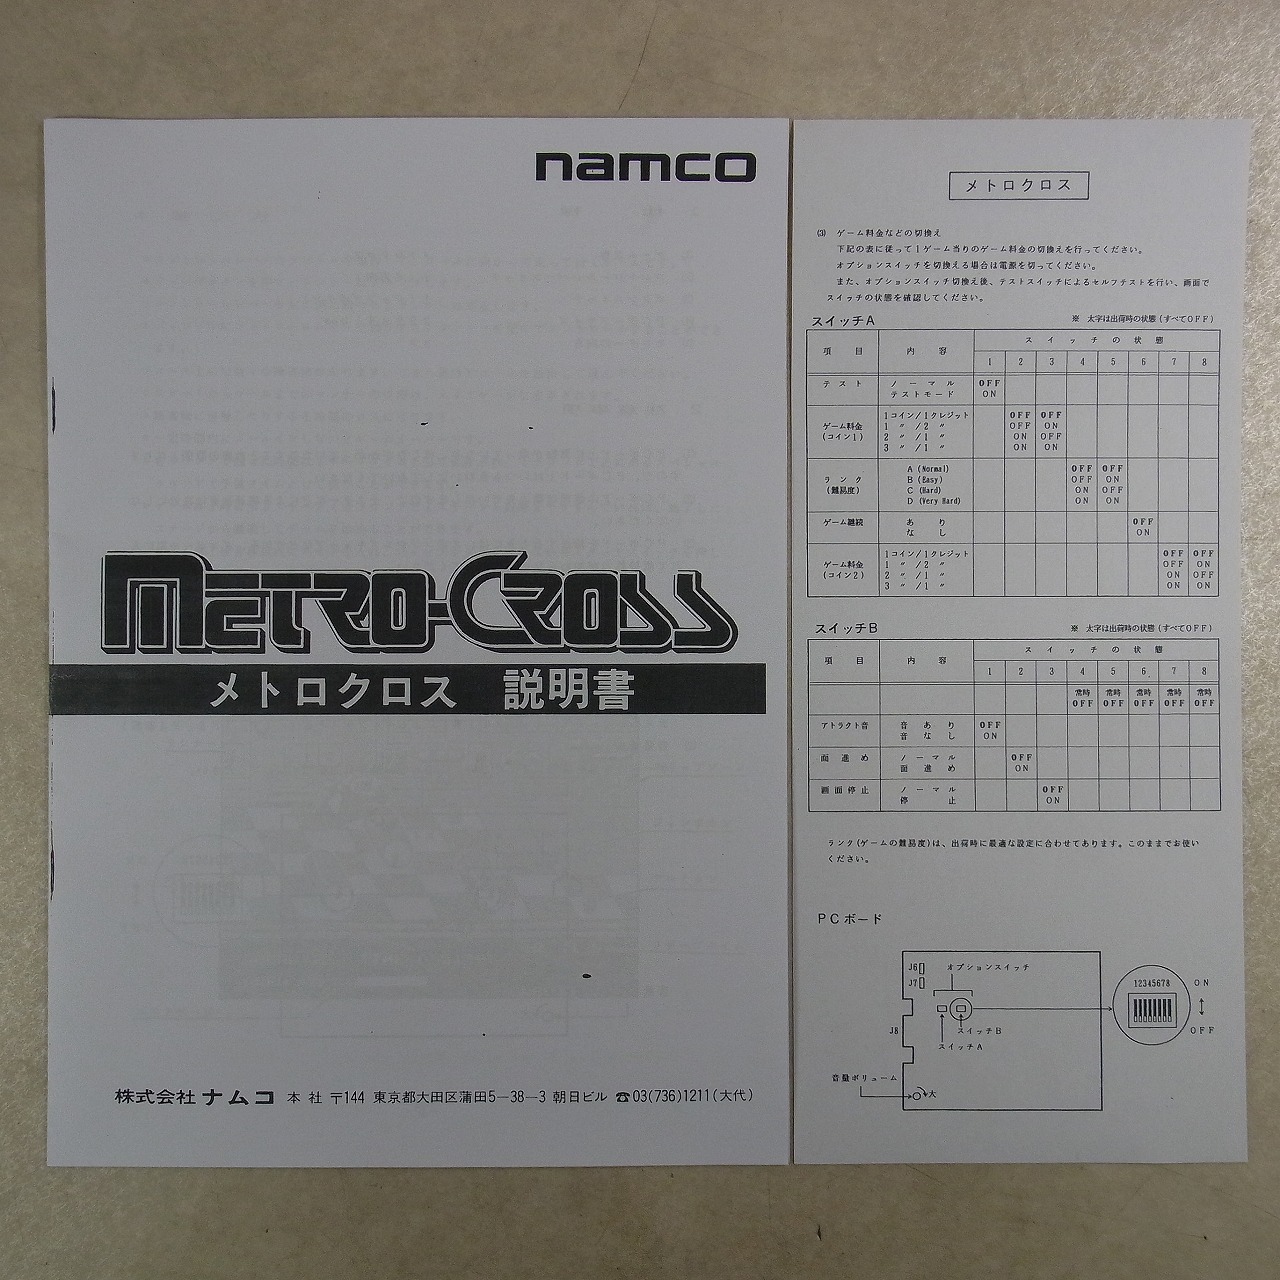 namco
METRO-CROSS
メトロクロス 説明書
株式会社 ナムコ 本社 〒144 東京都大田区蒲田5—38—3 朝日ビル ☎03(736)1211(大代)
メトロクロス
(3) ゲーム料金などの切換え
下記の表に従って1ゲーム当りのゲーム料金の切換えを行ってください。
オプションスイッチを切換える場合は電源を切ってください。
また、オプションスイッチ切換え後、テストスイッチによるセルフテストを行い、画面で
スイッチの状態を確認してください。
スイッチA ※ 太字は出荷時の状態(すべてOFF)
項目 内容 スイッチの状態
1 2 3 4 5 6 7 8
テスト ノーマル OFF
テストモード ON
ゲーム料金 (コイン1) 1コイン/1クレジット OFF OFF
1 〃 /2 〃 OFF ON
2 〃 /1 〃 ON OFF
3 〃 /1 〃 ON ON
ランク (難易度) A (Normal) OFF OFF
B (Easy) OFF ON
C (Hard) ON OFF
D (Very Hard) ON ON
ゲーム継続 あり OFF
なし ON
ゲーム料金 (コイン2) 1コイン/1クレジット OFF OFF
1 〃 /2 〃 OFF ON
2 〃 /1 〃 ON OFF
3 〃 /1 〃 ON ON
スイッチB ※ 太字は出荷時の状態(すべてOFF)
項目 内容 スイッチの状態
1 2 3 4 5 6 7 8
常時 常時 常時 常時 常時
OFF OFF OFF OFF OFF
アトラクト音 音あり OFF
音なし ON
面進め ノーマル OFF
面進め ON
画面停止 ノーマル OFF
停止 ON
ランク(ゲームの難易度)は、出荷時に最適な設定に合わせてあります。このままでお使い
ください。
PCボード
J6
オプションスイッチ
J7
12345678
ON
OFF
J8
スイッチB
スイッチA
音量ボリューム
大